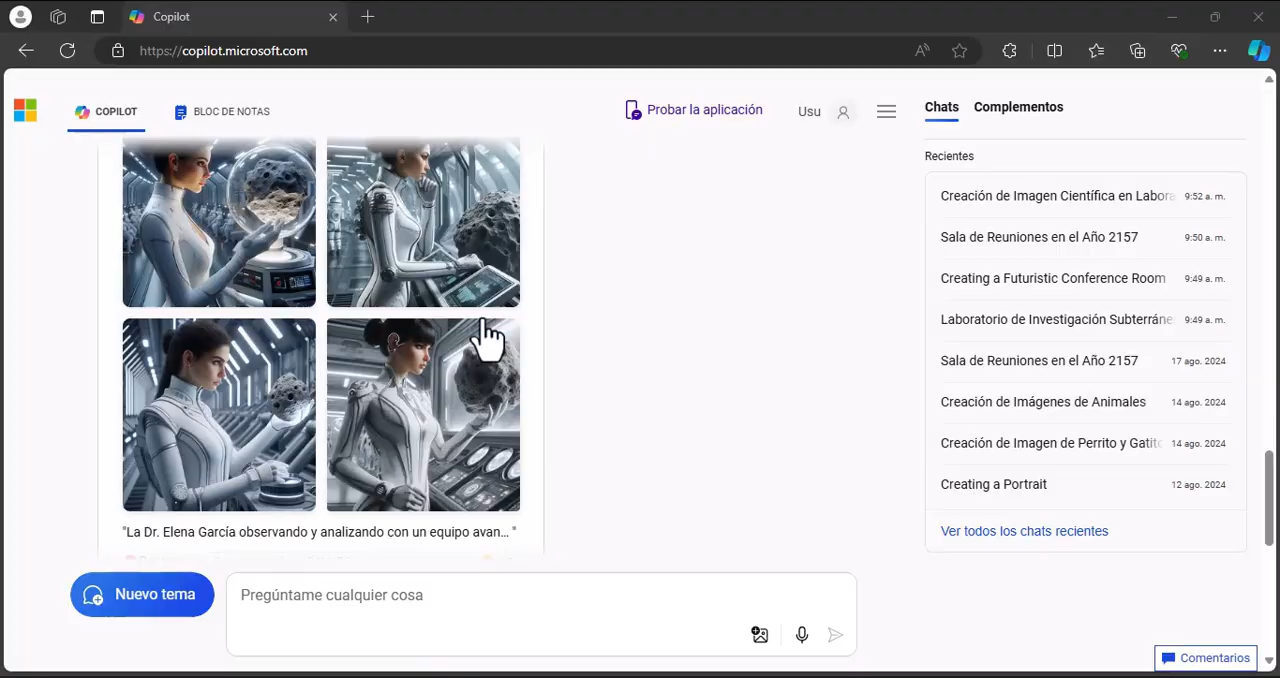 Copilot
https://copilot.microsoft.com
COPILOT
BLOC DE NOTAS
Probar la aplicación
Usu
Chats
Complementos
Recientes
Creación de Imagen Científica en Labora
9:52 a. m.
Sala de Reuniones en el Año 2157
9:50 a. m.
Creating a Futuristic Conference Room
9:49 a. m.
Laboratorio de Investigación Subterráne
9:49 a. m.
Sala de Reuniones en el Año 2157
17 ago. 2024
Creación de Imágenes de Animales
14 ago. 2024
Creación de Imagen de Perrito y Gatito
14 ago. 2024
Creating a Portrait
12 ago. 2024
Ver todos los chats recientes
"La Dr. Elena García observando y analizando con un equipo avan... "
Nuevo tema
Pregúntame cualquier cosa
Comentarios